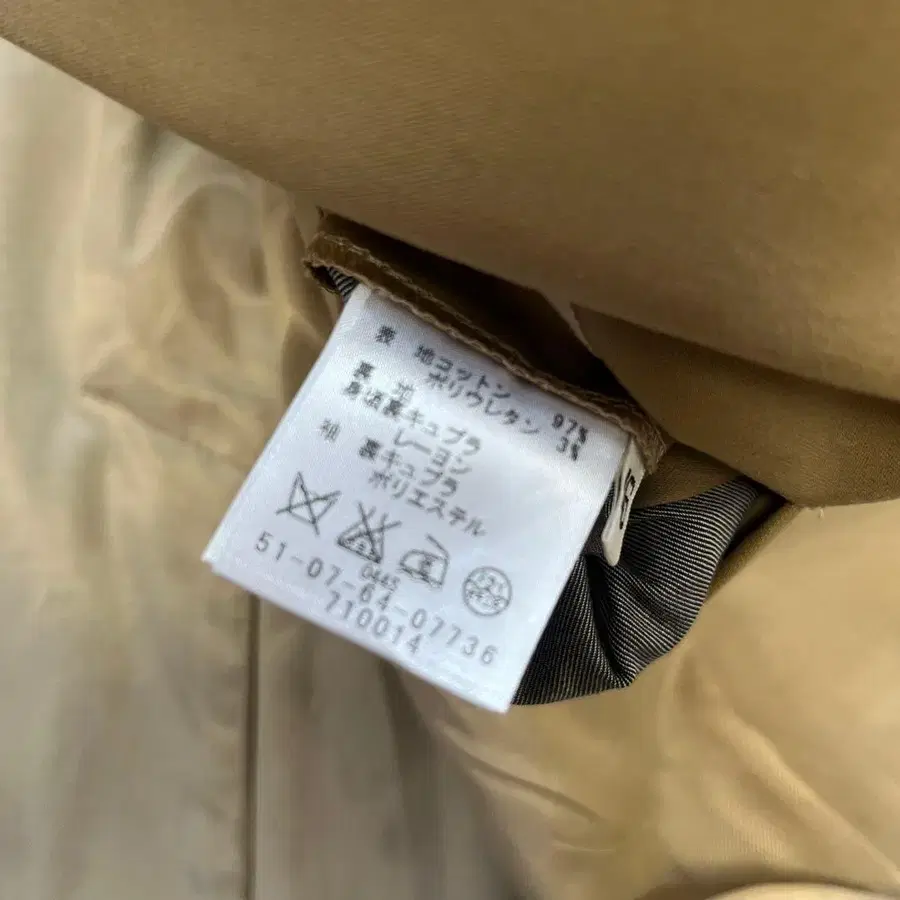 表 地コットン 97%
ポリウレタン 3%
裏 地
身頃裏キュプラ
レーヨン
袖 裏キュプラ
ポリエステル
0445
51-07-64-07736
710014